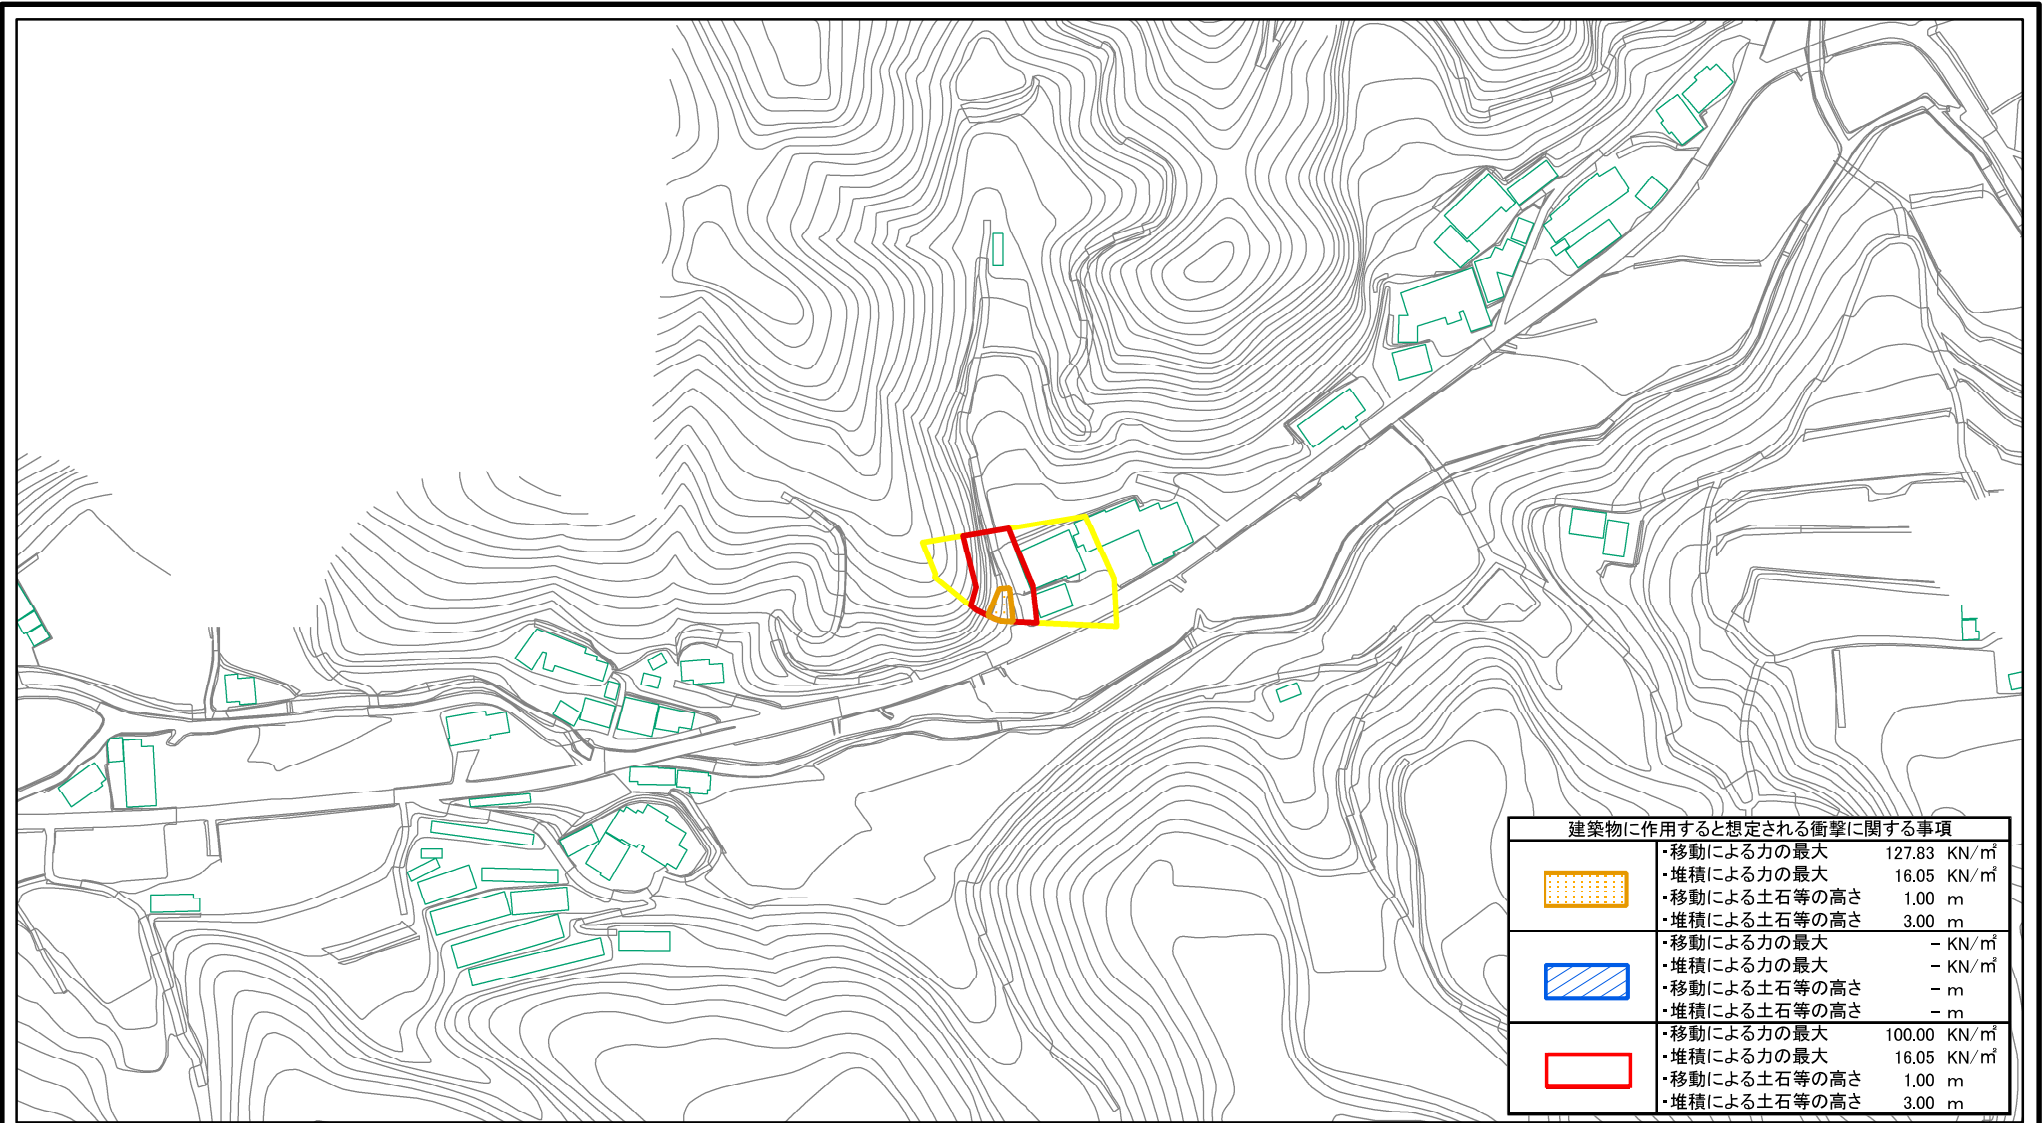 建築物に作用すると想定される衝撃に関する事項
・移動による力の最大 127.83 KN/㎡
・堆積による力の最大 16.05 KN/㎡
・移動による土石等の高さ 1.00 m
・堆積による土石等の高さ 3.00 m
・移動による力の最大 - KN/㎡
・堆積による力の最大 - KN/㎡
・移動による土石等の高さ - m
・堆積による土石等の高さ - m
・移動による力の最大 100.00 KN/㎡
・堆積による力の最大 16.05 KN/㎡
・移動による土石等の高さ 1.00 m
・堆積による土石等の高さ 3.00 m